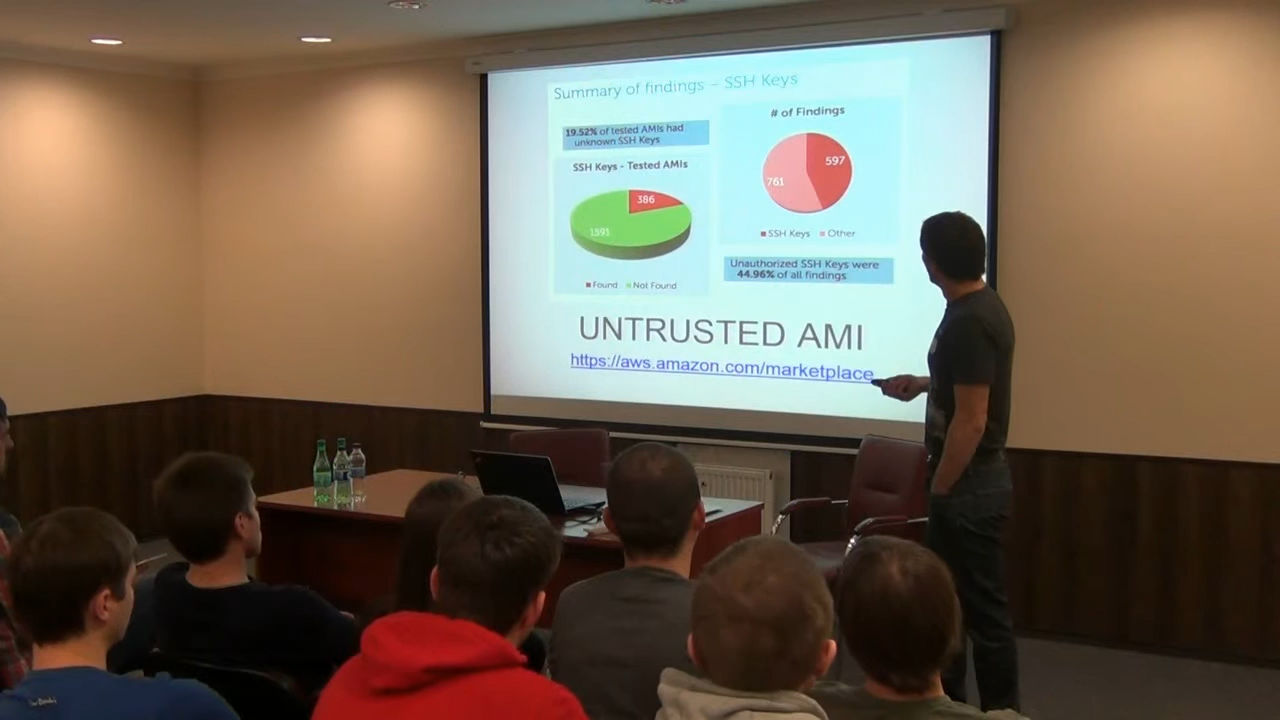 Summary of findings – SSH Keys
19.52% of tested AMIs had
unknown SSH Keys
SSH Keys - Tested AMIs
386
1591
Found Not Found
# of Findings
597
761
SSH Keys Other
Unauthorized SSH Keys were
44.96% of all findings
UNTRUSTED AMI
https://aws.amazon.com/marketplace